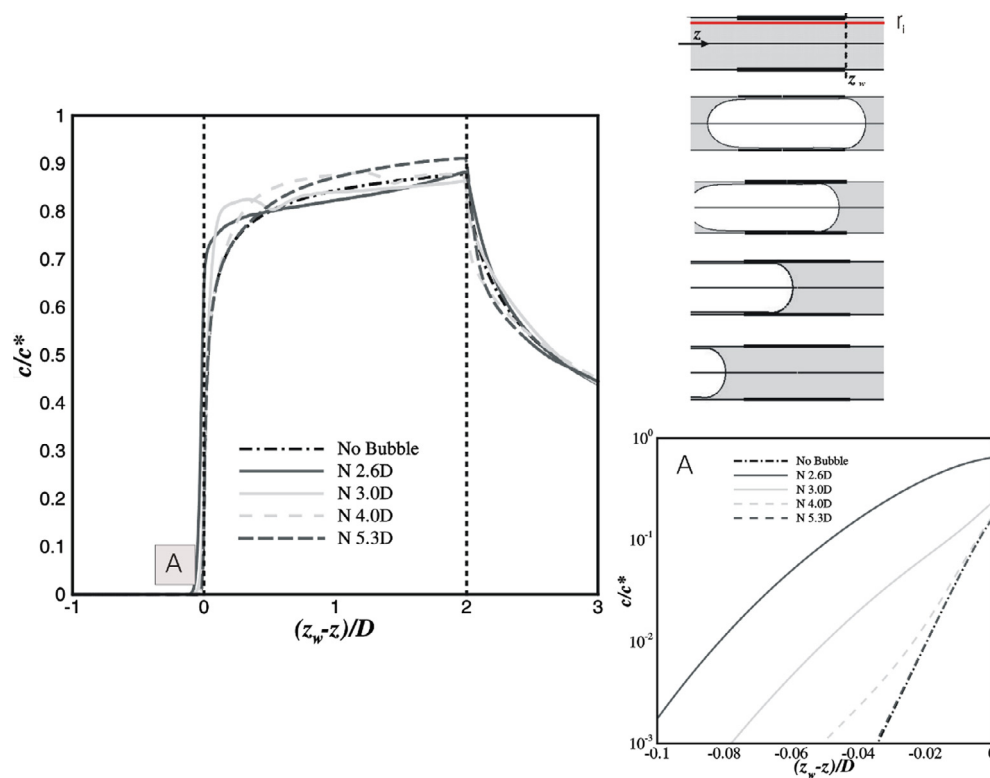 r_i
z
z_w
1
0.9
0.8
0.7
0.6
0.5
0.4
0.3
0.2
0.1
0
c/c*
No Bubble
N 2.6D
N 3.0D
N 4.0D
N 5.3D
A
-1
0
1
2
3
(z_w-z)/D
A
10^0
10^-1
10^-2
10^-3
c/c*
No Bubble
N 2.6D
N 3.0D
N 4.0D
N 5.3D
-0.1
-0.08
-0.06
-0.04
-0.02
0
(z_w-z)/D